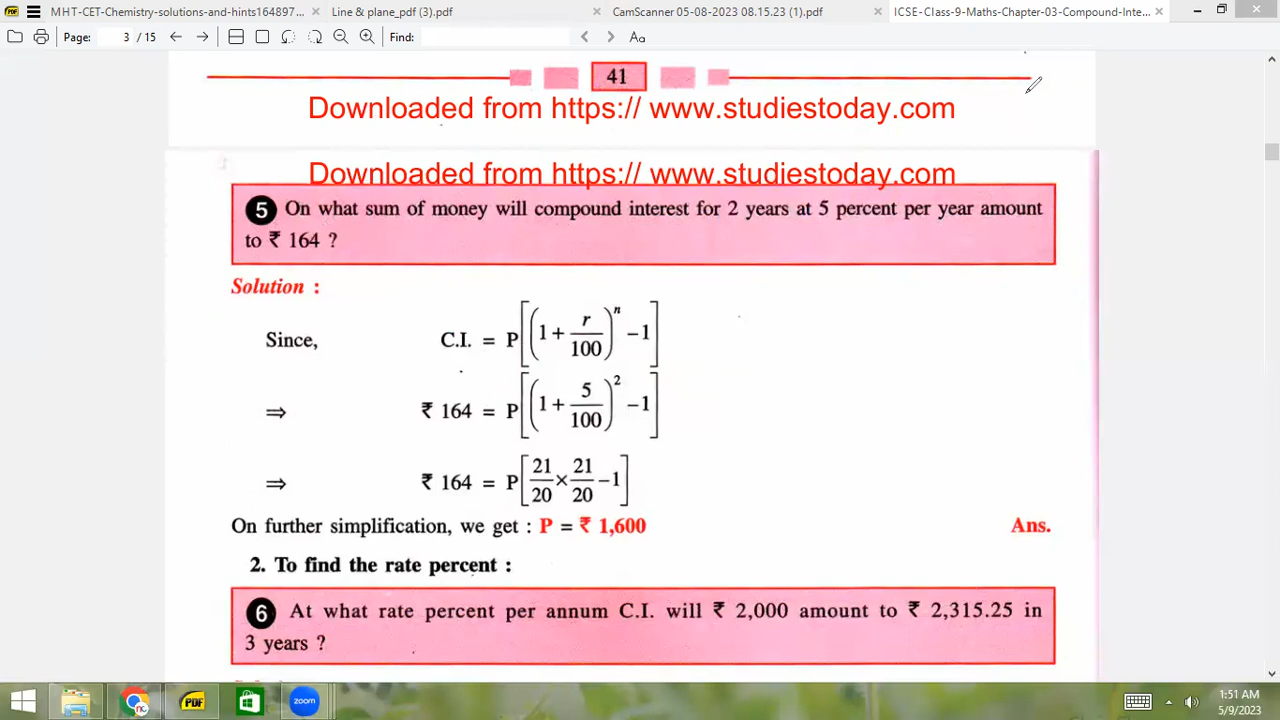 MHT-CET-Chemistry-solutions-and-hints164897... × Line & plane_pdf (3).pdf × CamScanner 05-08-2023 08.15.23 (1).pdf × ICSE-Class-9-Maths-Chapter-03-Compound-Inte... ×
Page: 3 / 15 Find: Aa
41
Downloaded from https:// www.studiestoday.com
Downloaded from https:// www.studiestoday.com
5 On what sum of money will compound interest for 2 years at 5 percent per year amount
to ₹ 164 ?
Solution :
Since, C.I. = P[(1 + r/100)^n – 1]
⇒ ₹ 164 = P[(1 + 5/100)^2 – 1]
⇒ ₹ 164 = P[21/20 × 21/20 – 1]
On further simplification, we get : P = ₹ 1,600 Ans.
2. To find the rate percent :
6 At what rate percent per annum C.I. will ₹ 2,000 amount to ₹ 2,315.25 in
3 years ?
PDF zoom 1:51 AM
5/9/2023